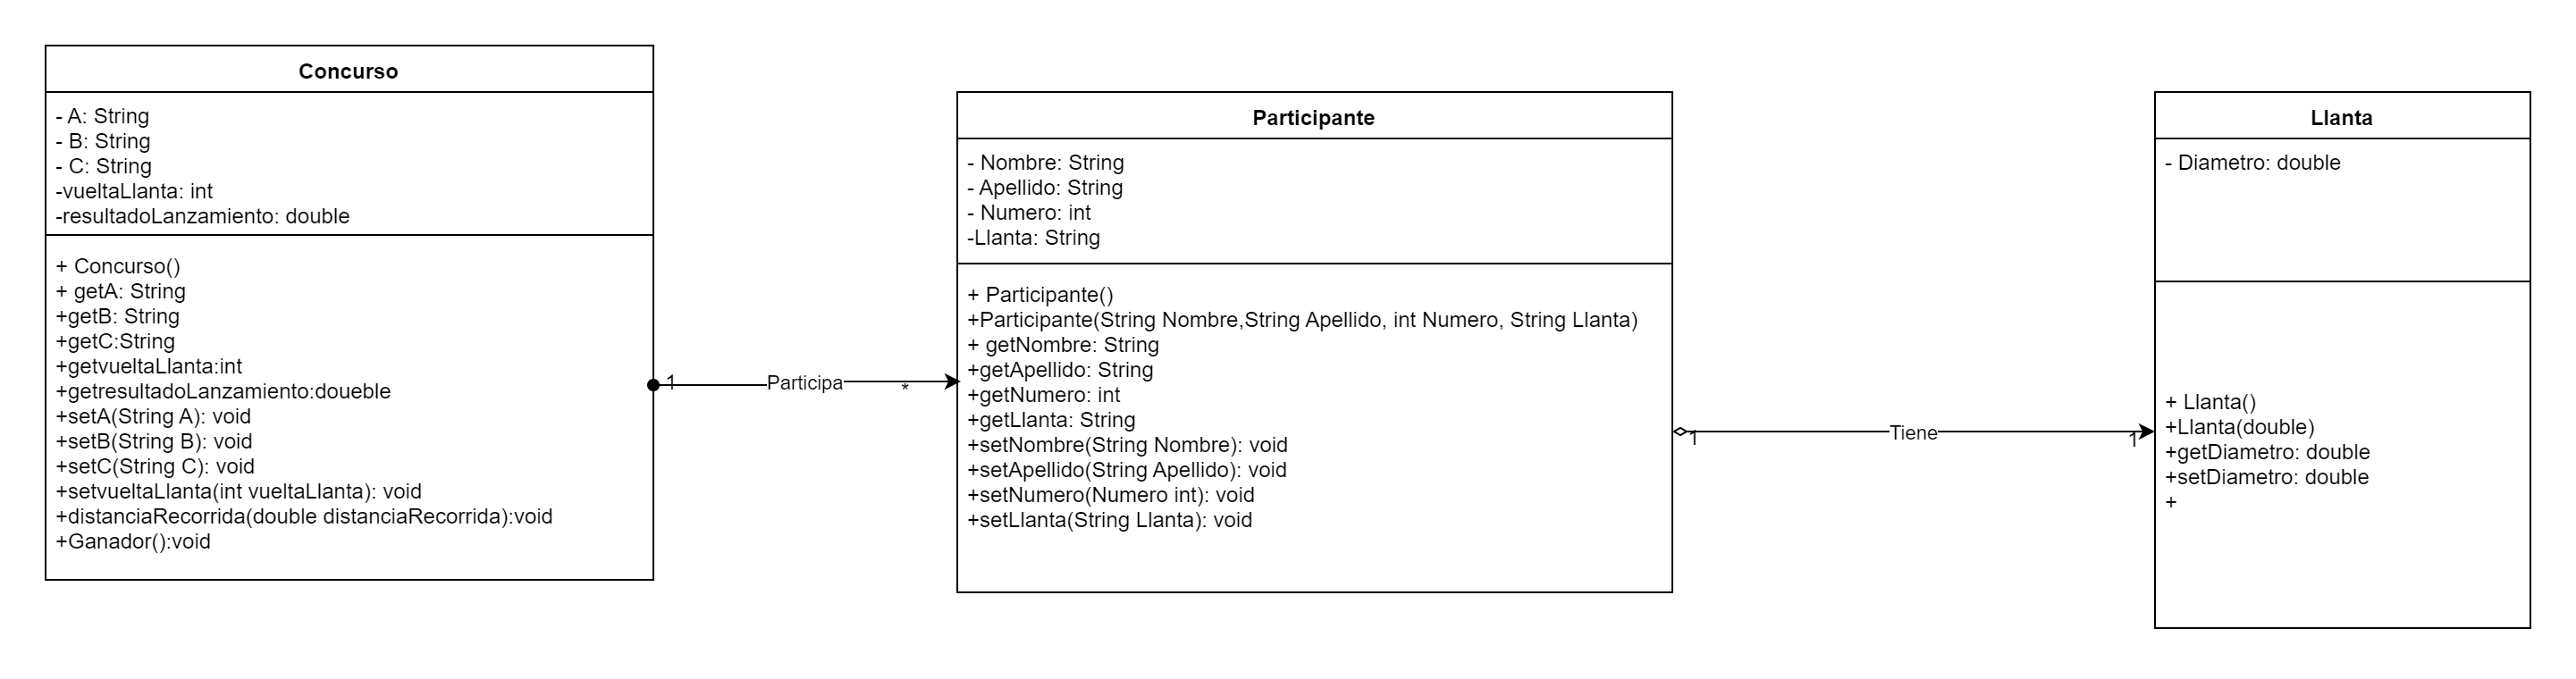 Concurso
- A: String
- B: String
- C: String
-vueltaLlanta: int
-resultadoLanzamiento: double
+ Concurso()
+ getA: String
+getB: String
+getC:String
+getvueltaLlanta:int
+getresultadoLanzamiento:doueble
+setA(String A): void
+setB(String B): void
+setC(String C): void
+setvueltaLlanta(int vueltaLlanta): void
+distanciaRecorrida(double distanciaRecorrida):void
+Ganador():void
1
Participa
*
Participante
- Nombre: String
- Apellido: String
- Numero: int
-Llanta: String
+ Participante()
+Participante(String Nombre,String Apellido, int Numero, String Llanta)
+ getNombre: String
+getApellido: String
+getNumero: int
+getLlanta: String
+setNombre(String Nombre): void
+setApellido(String Apellido): void
+setNumero(Numero int): void
+setLlanta(String Llanta): void
1
Tiene
1
Llanta
- Diametro: double
+ Llanta()
+Llanta(double)
+getDiametro: double
+setDiametro: double
+